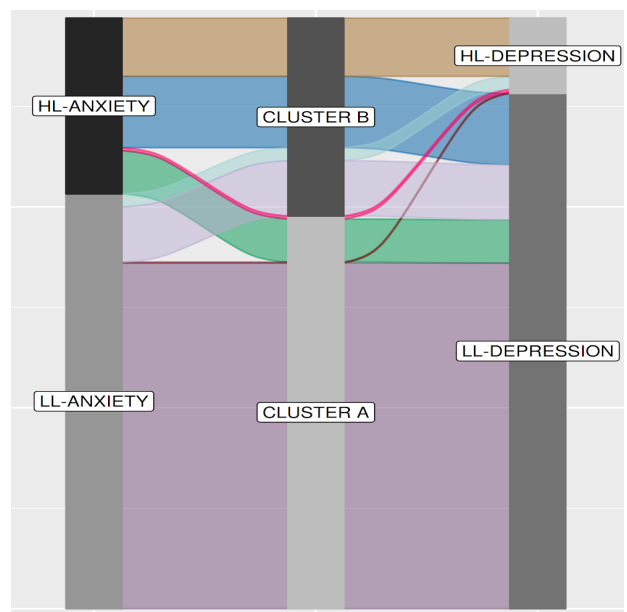 HL-DEPRESSION
HL-ANXIETY
CLUSTER B
LL-DEPRESSION
LL-ANXIETY
CLUSTER A